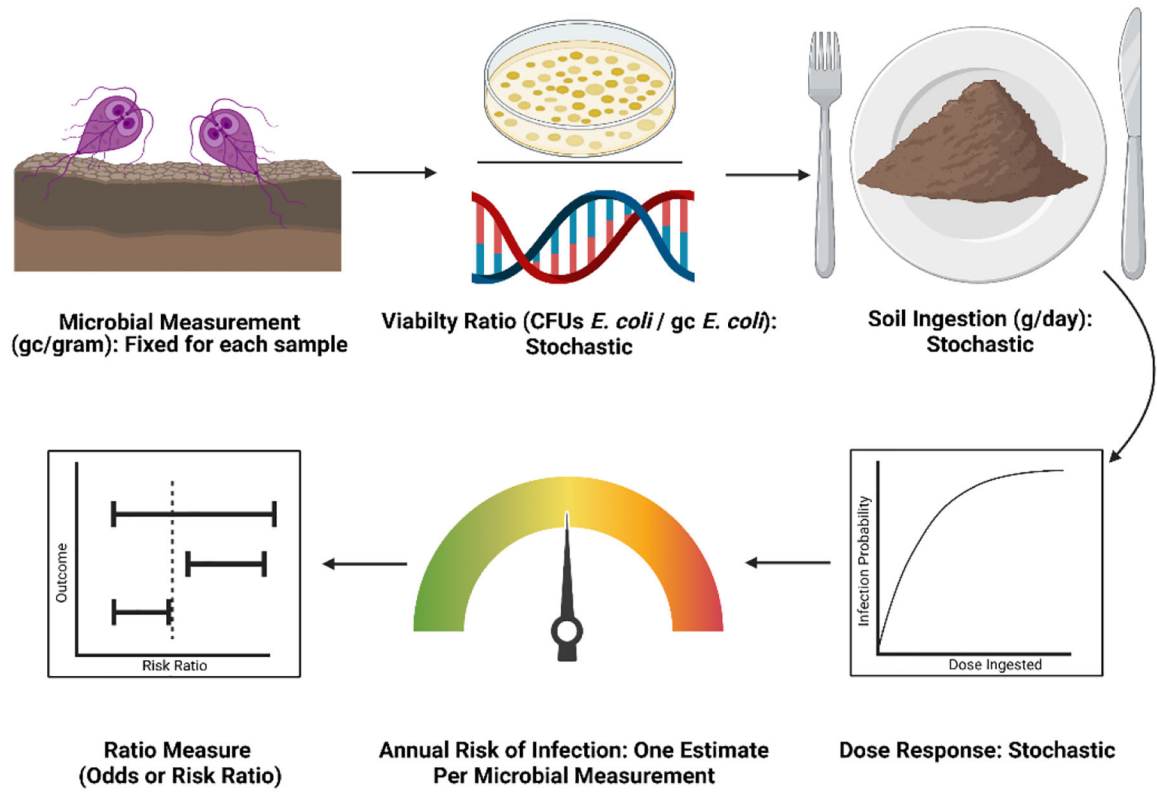 Microbial Measurement
(gc/gram): Fixed for each sample
Viabilty Ratio (CFUs E. coli / gc E. coli):
Stochastic
Soil Ingestion (g/day):
Stochastic
Outcome
Risk Ratio
Infection Probability
Dose Ingested
Ratio Measure
(Odds or Risk Ratio)
Annual Risk of Infection: One Estimate
Per Microbial Measurement
Dose Response: Stochastic